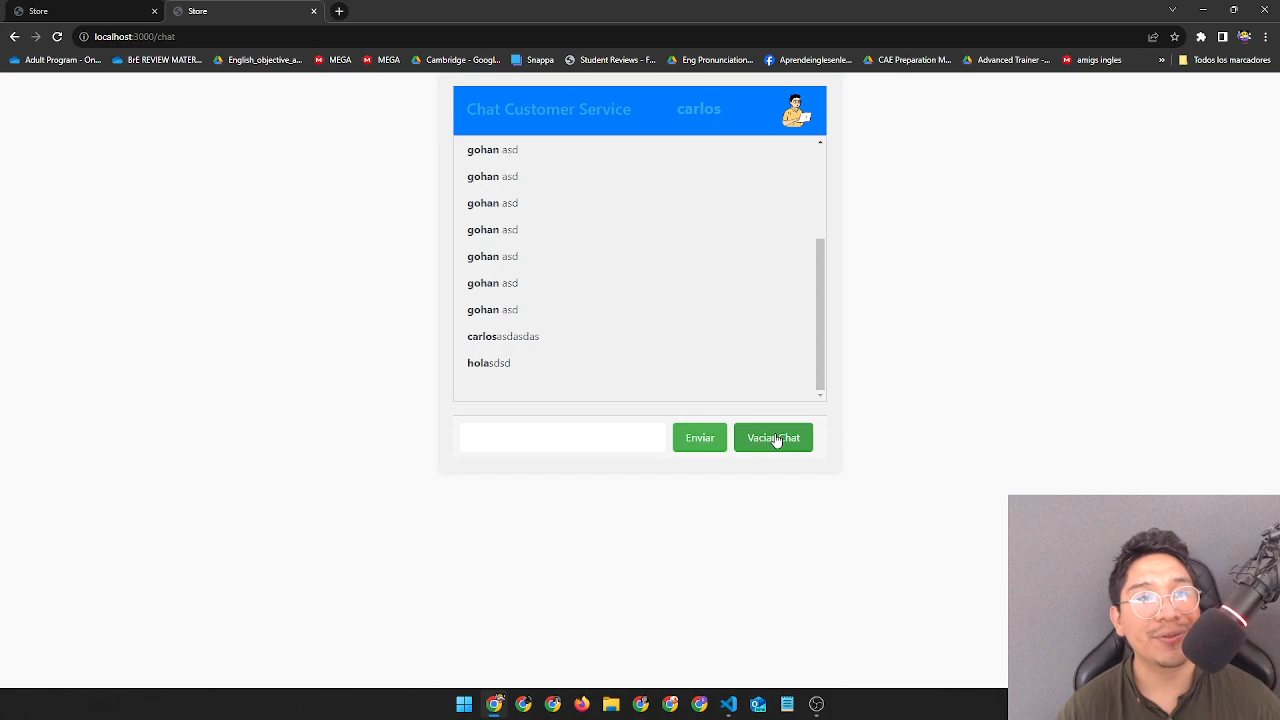 Store
Store
localhost:3000/chat
Adult Program - On...
BrE REVIEW MATER...
English_objective_a...
MEGA
MEGA
Cambridge - Googl...
Snappa
Student Reviews - F...
Eng Pronunciation...
Aprendeinglesenle...
CAE Preparation M...
Advanced Trainer -...
amigs ingles
»
Todos los marcadores
Chat Customer Service
carlos
gohan asd
gohan asd
gohan asd
gohan asd
gohan asd
gohan asd
gohan asd
carlosasdasdas
holasdsd
Enviar
Vaciar Chat